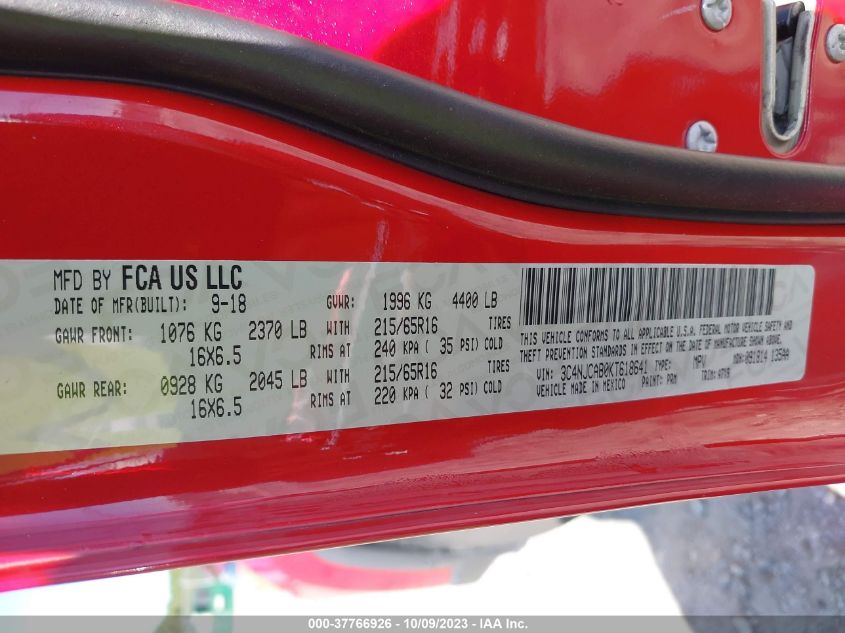 MFD BY FCA US LLC
DATE OF MFR(BUILT): 9-18 GVWR: 1996 KG 4400 LB
GAWR FRONT: 1076 KG 2370 LB WITH 215/65R16 TIRES
16X6.5 RIMS AT 240 KPA ( 35 PSI) COLD
GAWR REAR: 0928 KG 2045 LB WITH 215/65R16 TIRES
16X6.5 RIMS AT 220 KPA ( 32 PSI) COLD
THIS VEHICLE CONFORMS TO ALL APPLICABLE U.S.A. FEDERAL MOTOR VEHICLE SAFETY AND
THEFT PREVENTION STANDARDS IN EFFECT ON THE DATE OF MANUFACTURE SHOWN ABOVE.
VIN: 3C4NJCAB0KT618641 TYPE: MPV MDH: 091814 135AA
VEHICLE MADE IN MEXICO PAINT: PRM TRIM:
000-37766926 - 10/09/2023 - IAA Inc.